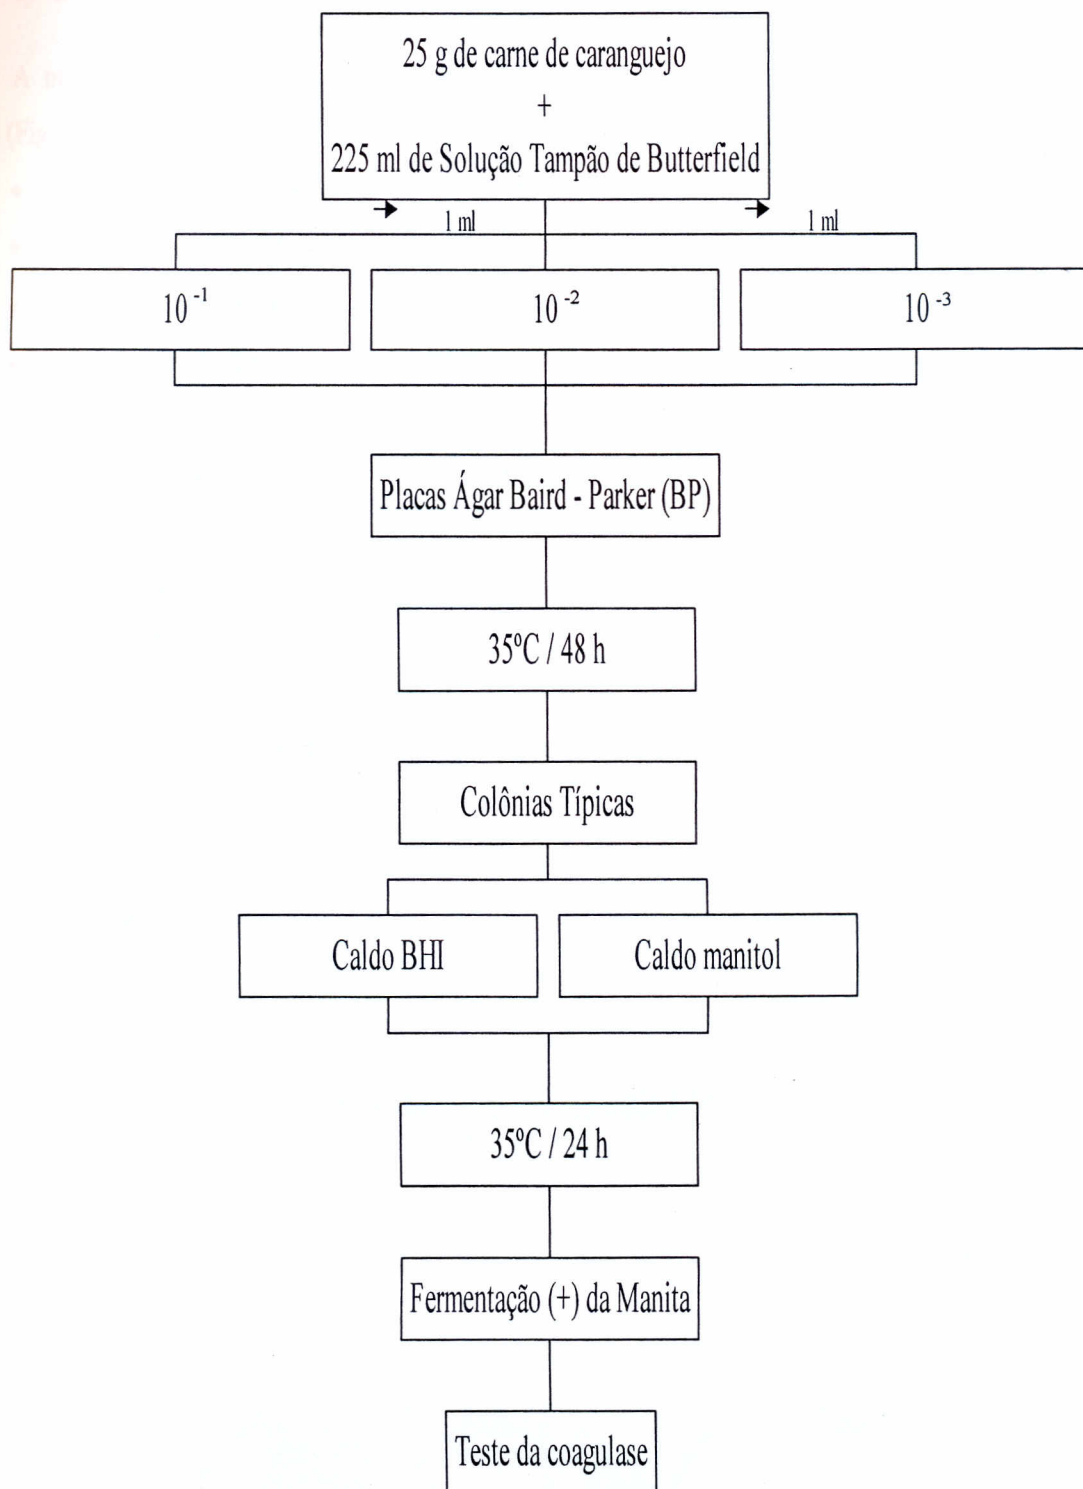 25 g de carne de caranguejo
+
225 ml de Solução Tampão de Butterfield
1 ml
1 ml
10 -1
10 -2
10 -3
Placas Ágar Baird - Parker (BP)
35ºC / 48 h
Colônias Típicas
Caldo BHI
Caldo manitol
35ºC / 24 h
Fermentação (+) da Manita
Teste da coagulase